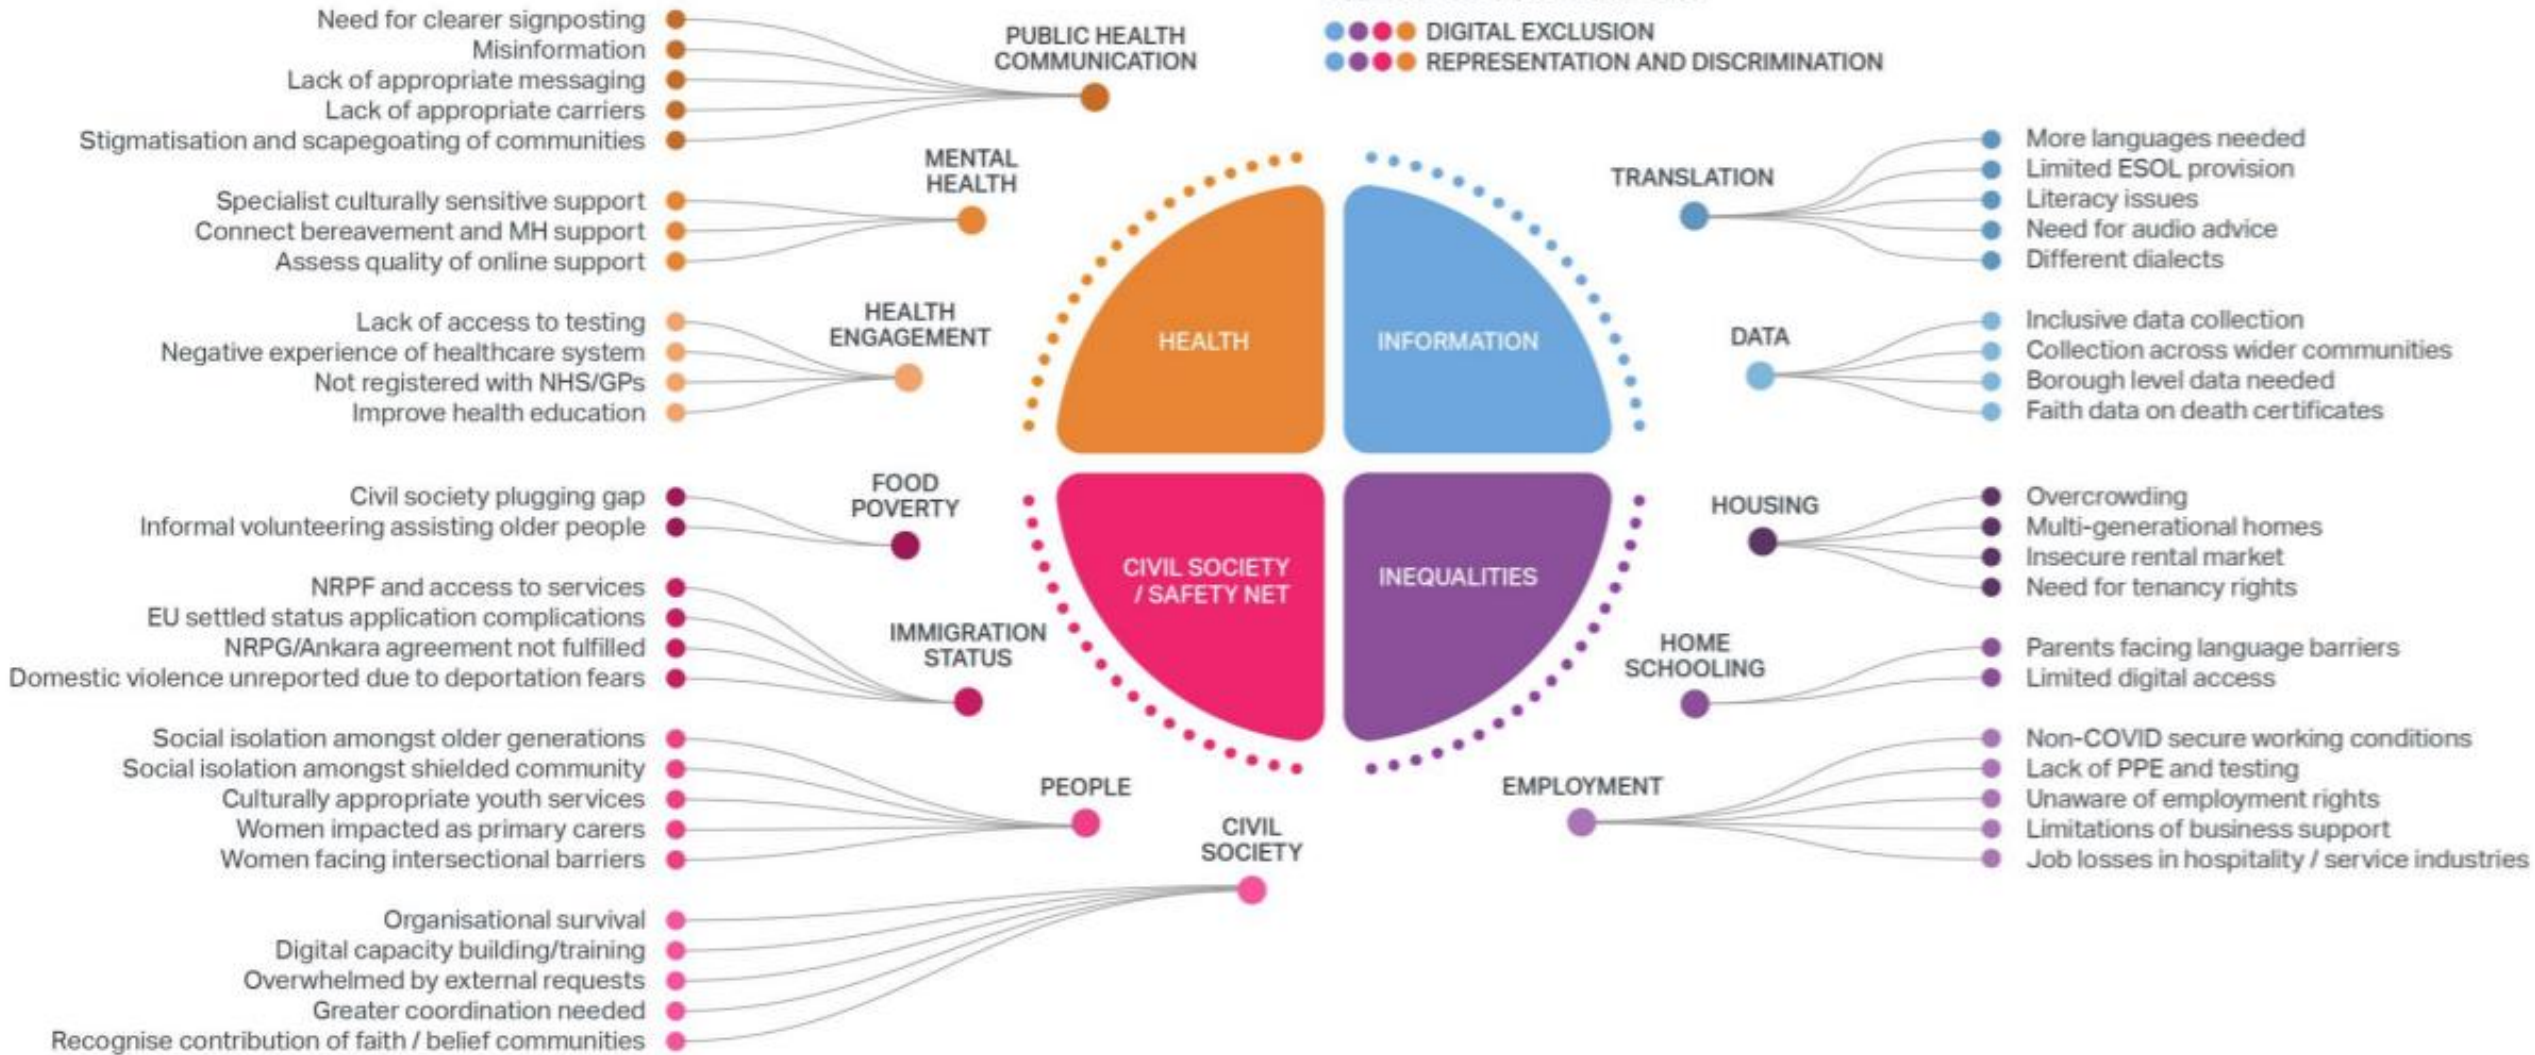 DIGITAL EXCLUSION
REPRESENTATION AND DISCRIMINATION
PUBLIC HEALTH
COMMUNICATION
Need for clearer signposting
Misinformation
Lack of appropriate messaging
Lack of appropriate carriers
Stigmatisation and scapegoating of communities
MENTAL
HEALTH
Specialist culturally sensitive support
Connect bereavement and MH support
Assess quality of online support
HEALTH
ENGAGEMENT
Lack of access to testing
Negative experience of healthcare system
Not registered with NHS/GPs
Improve health education
HEALTH
INFORMATION
TRANSLATION
More languages needed
Limited ESOL provision
Literacy issues
Need for audio advice
Different dialects
DATA
Inclusive data collection
Collection across wider communities
Borough level data needed
Faith data on death certificates
FOOD
POVERTY
Civil society plugging gap
Informal volunteering assisting older people
IMMIGRATION
STATUS
NRPF and access to services
EU settled status application complications
NRPG/Ankara agreement not fulfilled
Domestic violence unreported due to deportation fears
CIVIL SOCIETY
/ SAFETY NET
INEQUALITIES
HOUSING
Overcrowding
Multi-generational homes
Insecure rental market
Need for tenancy rights
HOME
SCHOOLING
Parents facing language barriers
Limited digital access
PEOPLE
Social isolation amongst older generations
Social isolation amongst shielded community
Culturally appropriate youth services
Women impacted as primary carers
Women facing intersectional barriers
EMPLOYMENT
Non-COVID secure working conditions
Lack of PPE and testing
Unaware of employment rights
Limitations of business support
Job losses in hospitality / service industries
CIVIL
SOCIETY
Organisational survival
Digital capacity building/training
Overwhelmed by external requests
Greater coordination needed
Recognise contribution of faith / belief communities